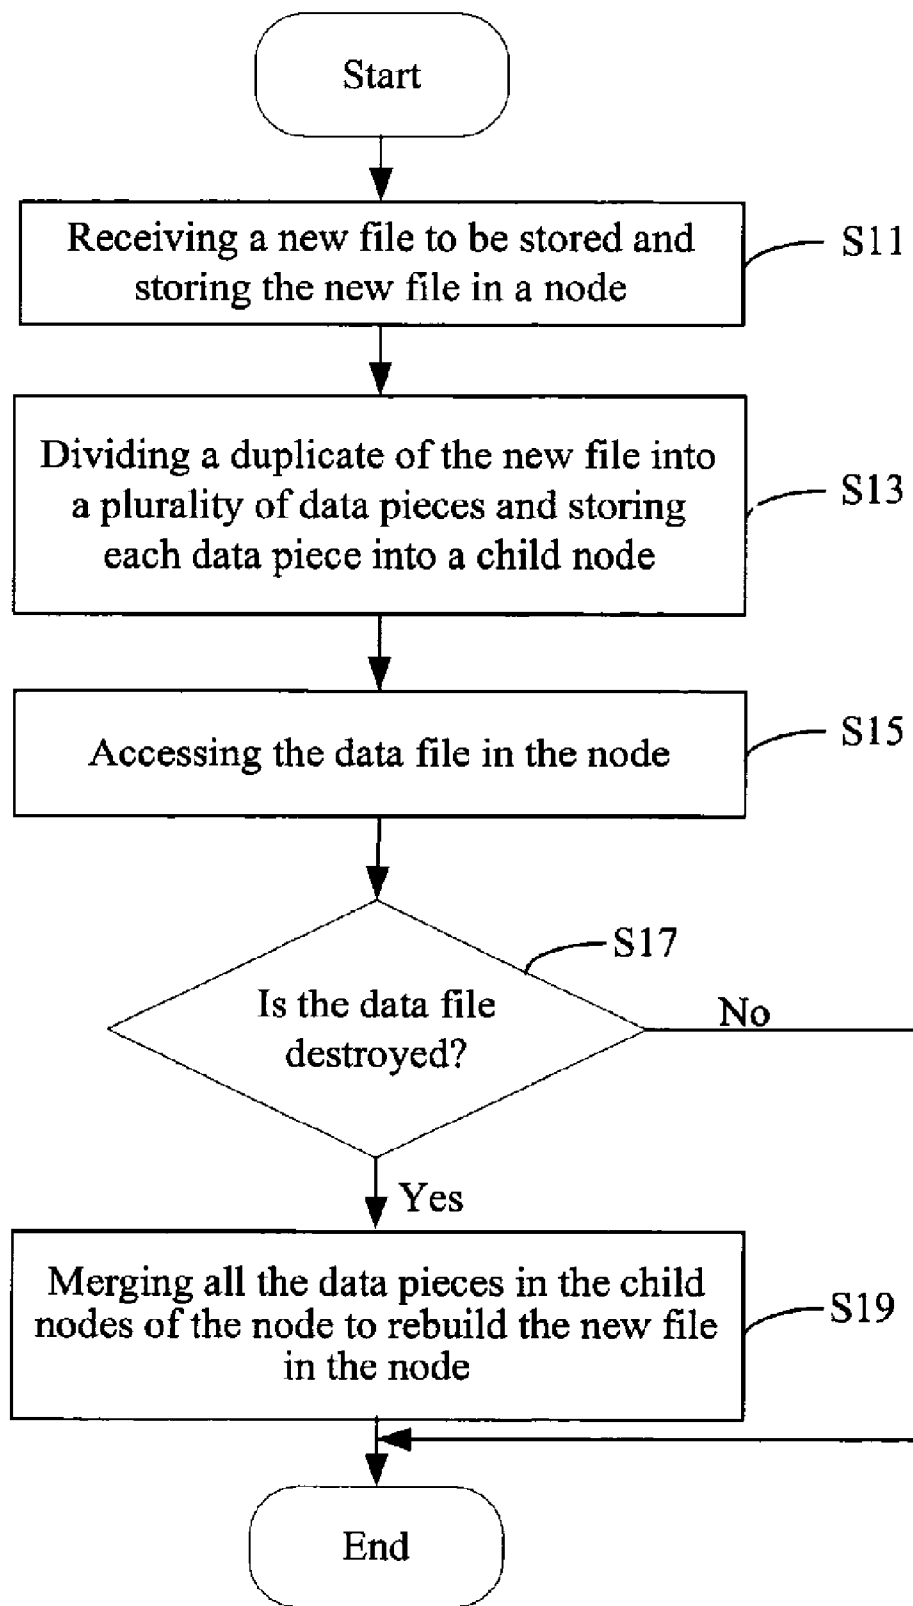 Start
Receiving a new file to be stored and
storing the new file in a node
S11
Dividing a duplicate of the new file into
a plurality of data pieces and storing
each data piece into a child node
S13
Accessing the data file in the node
S15
Is the data file
destroyed?
S17
No
Yes
Merging all the data pieces in the child
nodes of the node to rebuild the new file
in the node
S19
End